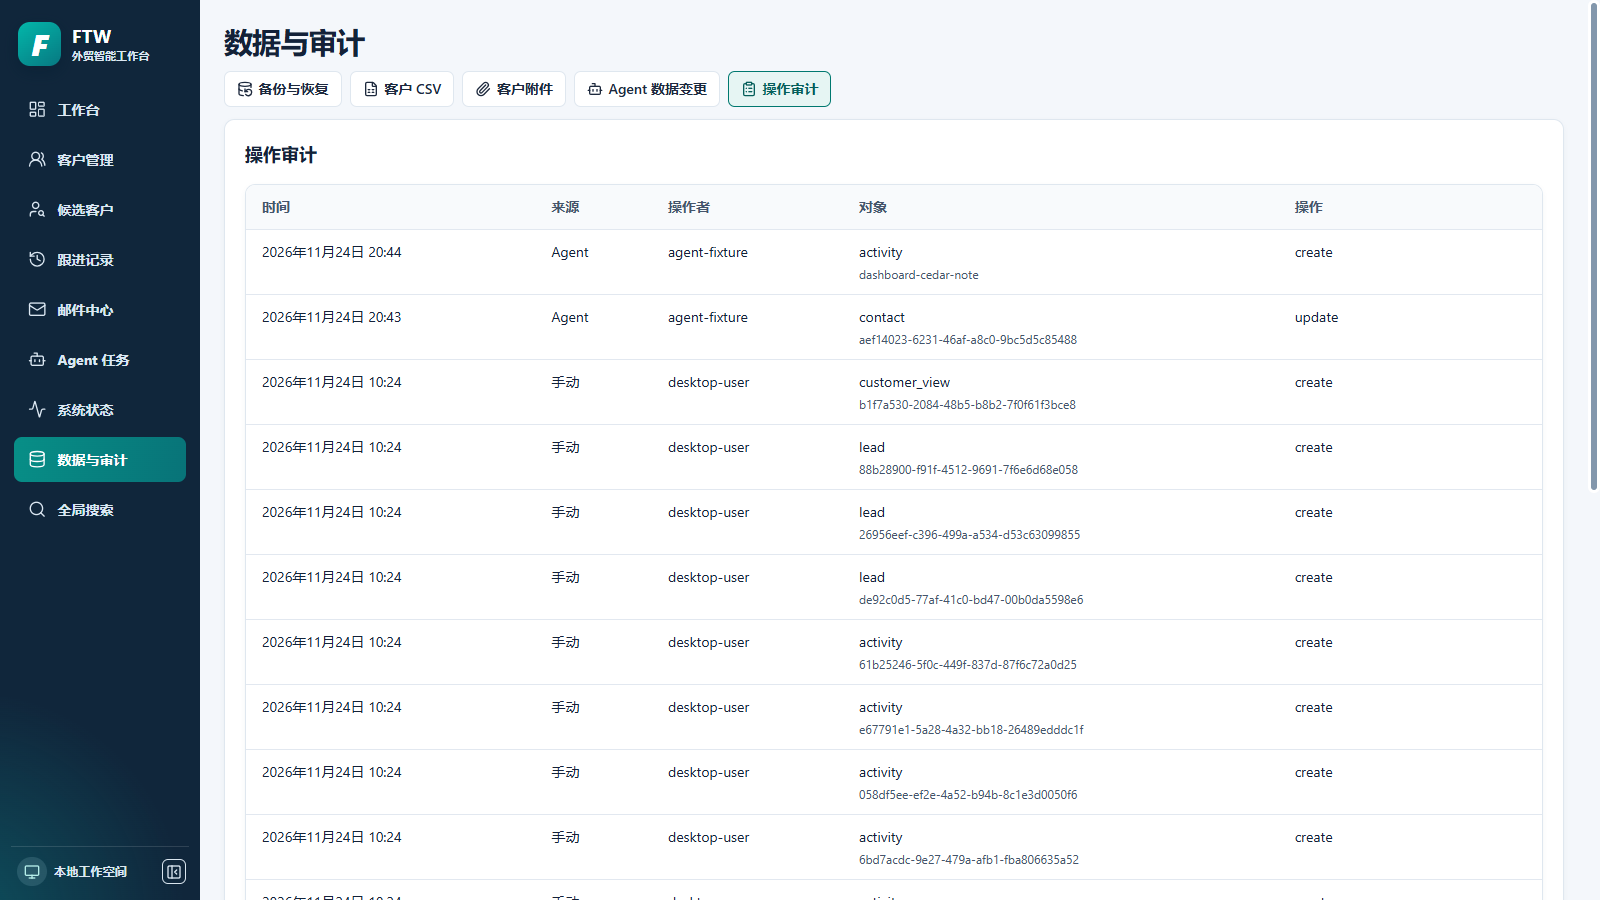 F
FTW
外贸智能工作台
工作台
客户管理
候选客户
跟进记录
邮件中心
Agent 任务
系统状态
数据与审计
全局搜索
本地工作空间
数据与审计
备份与恢复
客户 CSV
客户附件
Agent 数据变更
操作审计
操作审计
时间 来源 操作者 对象 操作
2026年11月24日 20:44 Agent agent-fixture activity create
dashboard-cedar-note
2026年11月24日 20:43 Agent agent-fixture contact update
aef14023-6231-46af-a8c0-9bc5d5c85488
2026年11月24日 10:24 手动 desktop-user customer_view create
b1f7a530-2084-48b5-b8b2-7f0f61f3bce8
2026年11月24日 10:24 手动 desktop-user lead create
88b28900-f91f-4512-9691-7f6e6d68e058
2026年11月24日 10:24 手动 desktop-user lead create
26956eef-c396-499a-a534-d53c63099855
2026年11月24日 10:24 手动 desktop-user lead create
de92c0d5-77af-41c0-bd47-00b0da5598e6
2026年11月24日 10:24 手动 desktop-user activity create
61b25246-5f0c-449f-837d-87f6c72a0d25
2026年11月24日 10:24 手动 desktop-user activity create
e67791e1-5a28-4a32-bb18-26489edddc1f
2026年11月24日 10:24 手动 desktop-user activity create
058df5ee-ef2e-4a52-b94b-8c1e3d0050f6
2026年11月24日 10:24 手动 desktop-user activity create
6bd7acdc-9e27-479a-afb1-fba806635a52